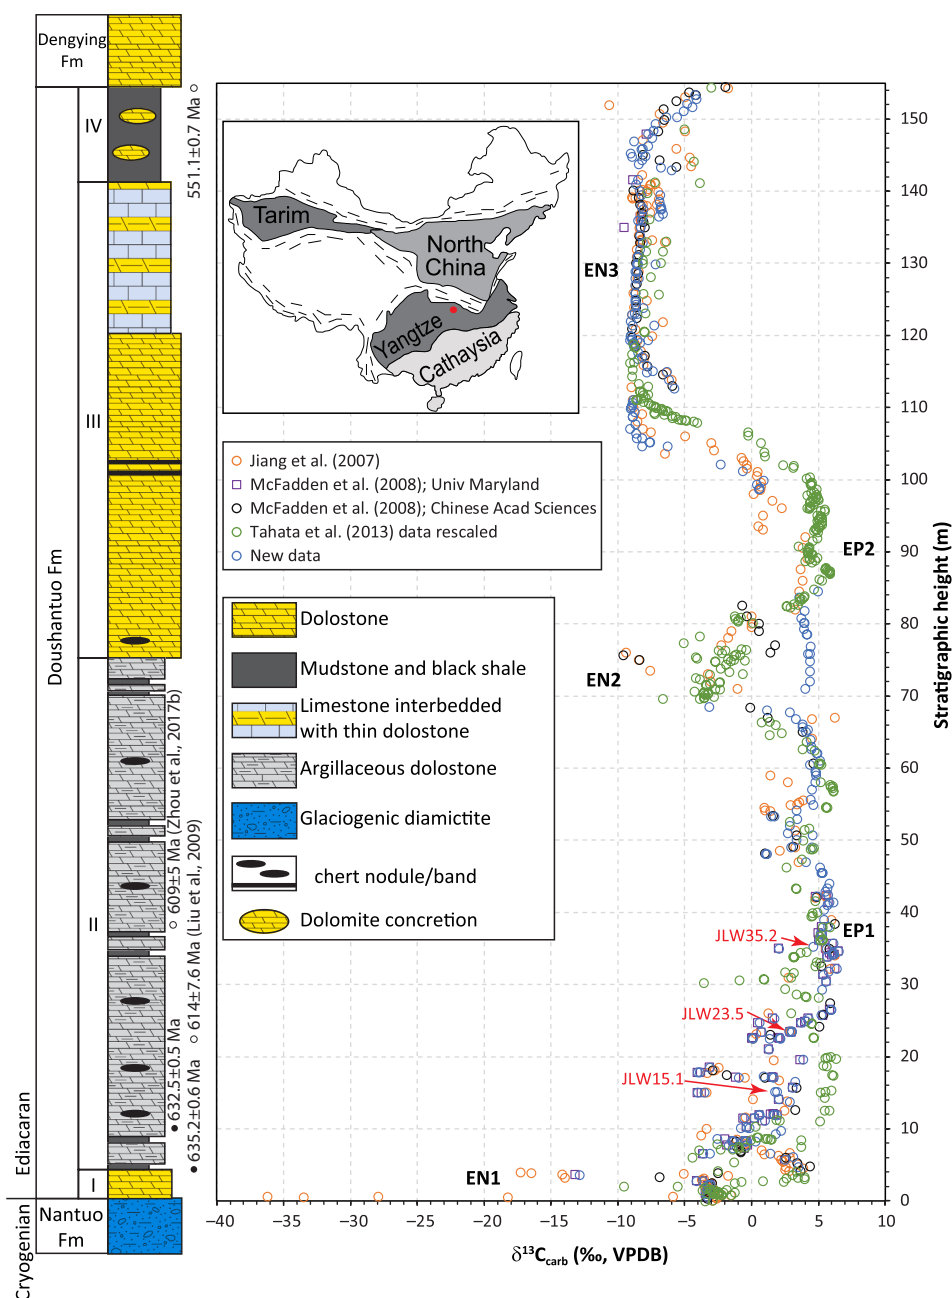 Dengying
Fm
IV
III
II
I
Doushantuo Fm
Ediacaran
Cryogenian
Nantuo
Fm
551.1±0.7 Ma
609±5 Ma (Zhou et al., 2017b)
614±7.6 Ma (Liu et al., 2009)
632.5±0.5 Ma
635.2±0.6 Ma
Tarim
North
China
Yangtze
Cathaysia
Jiang et al. (2007)
McFadden et al. (2008); Univ Maryland
McFadden et al. (2008); Chinese Acad Sciences
Tahata et al. (2013) data rescaled
New data
Dolostone
Mudstone and black shale
Limestone interbedded
with thin dolostone
Argillaceous dolostone
Glaciogenic diamictite
chert nodule/band
Dolomite concretion
EN3
EP2
EN2
EP1
JLW35.2
JLW23.5
JLW15.1
EN1
150
140
130
120
110
100
90
80
70
60
50
40
30
20
10
0
Stratigraphic height (m)
−40 −35 −30 −25 −20 −15 −10 −5 0 5 10
δ13Ccarb (‰, VPDB)